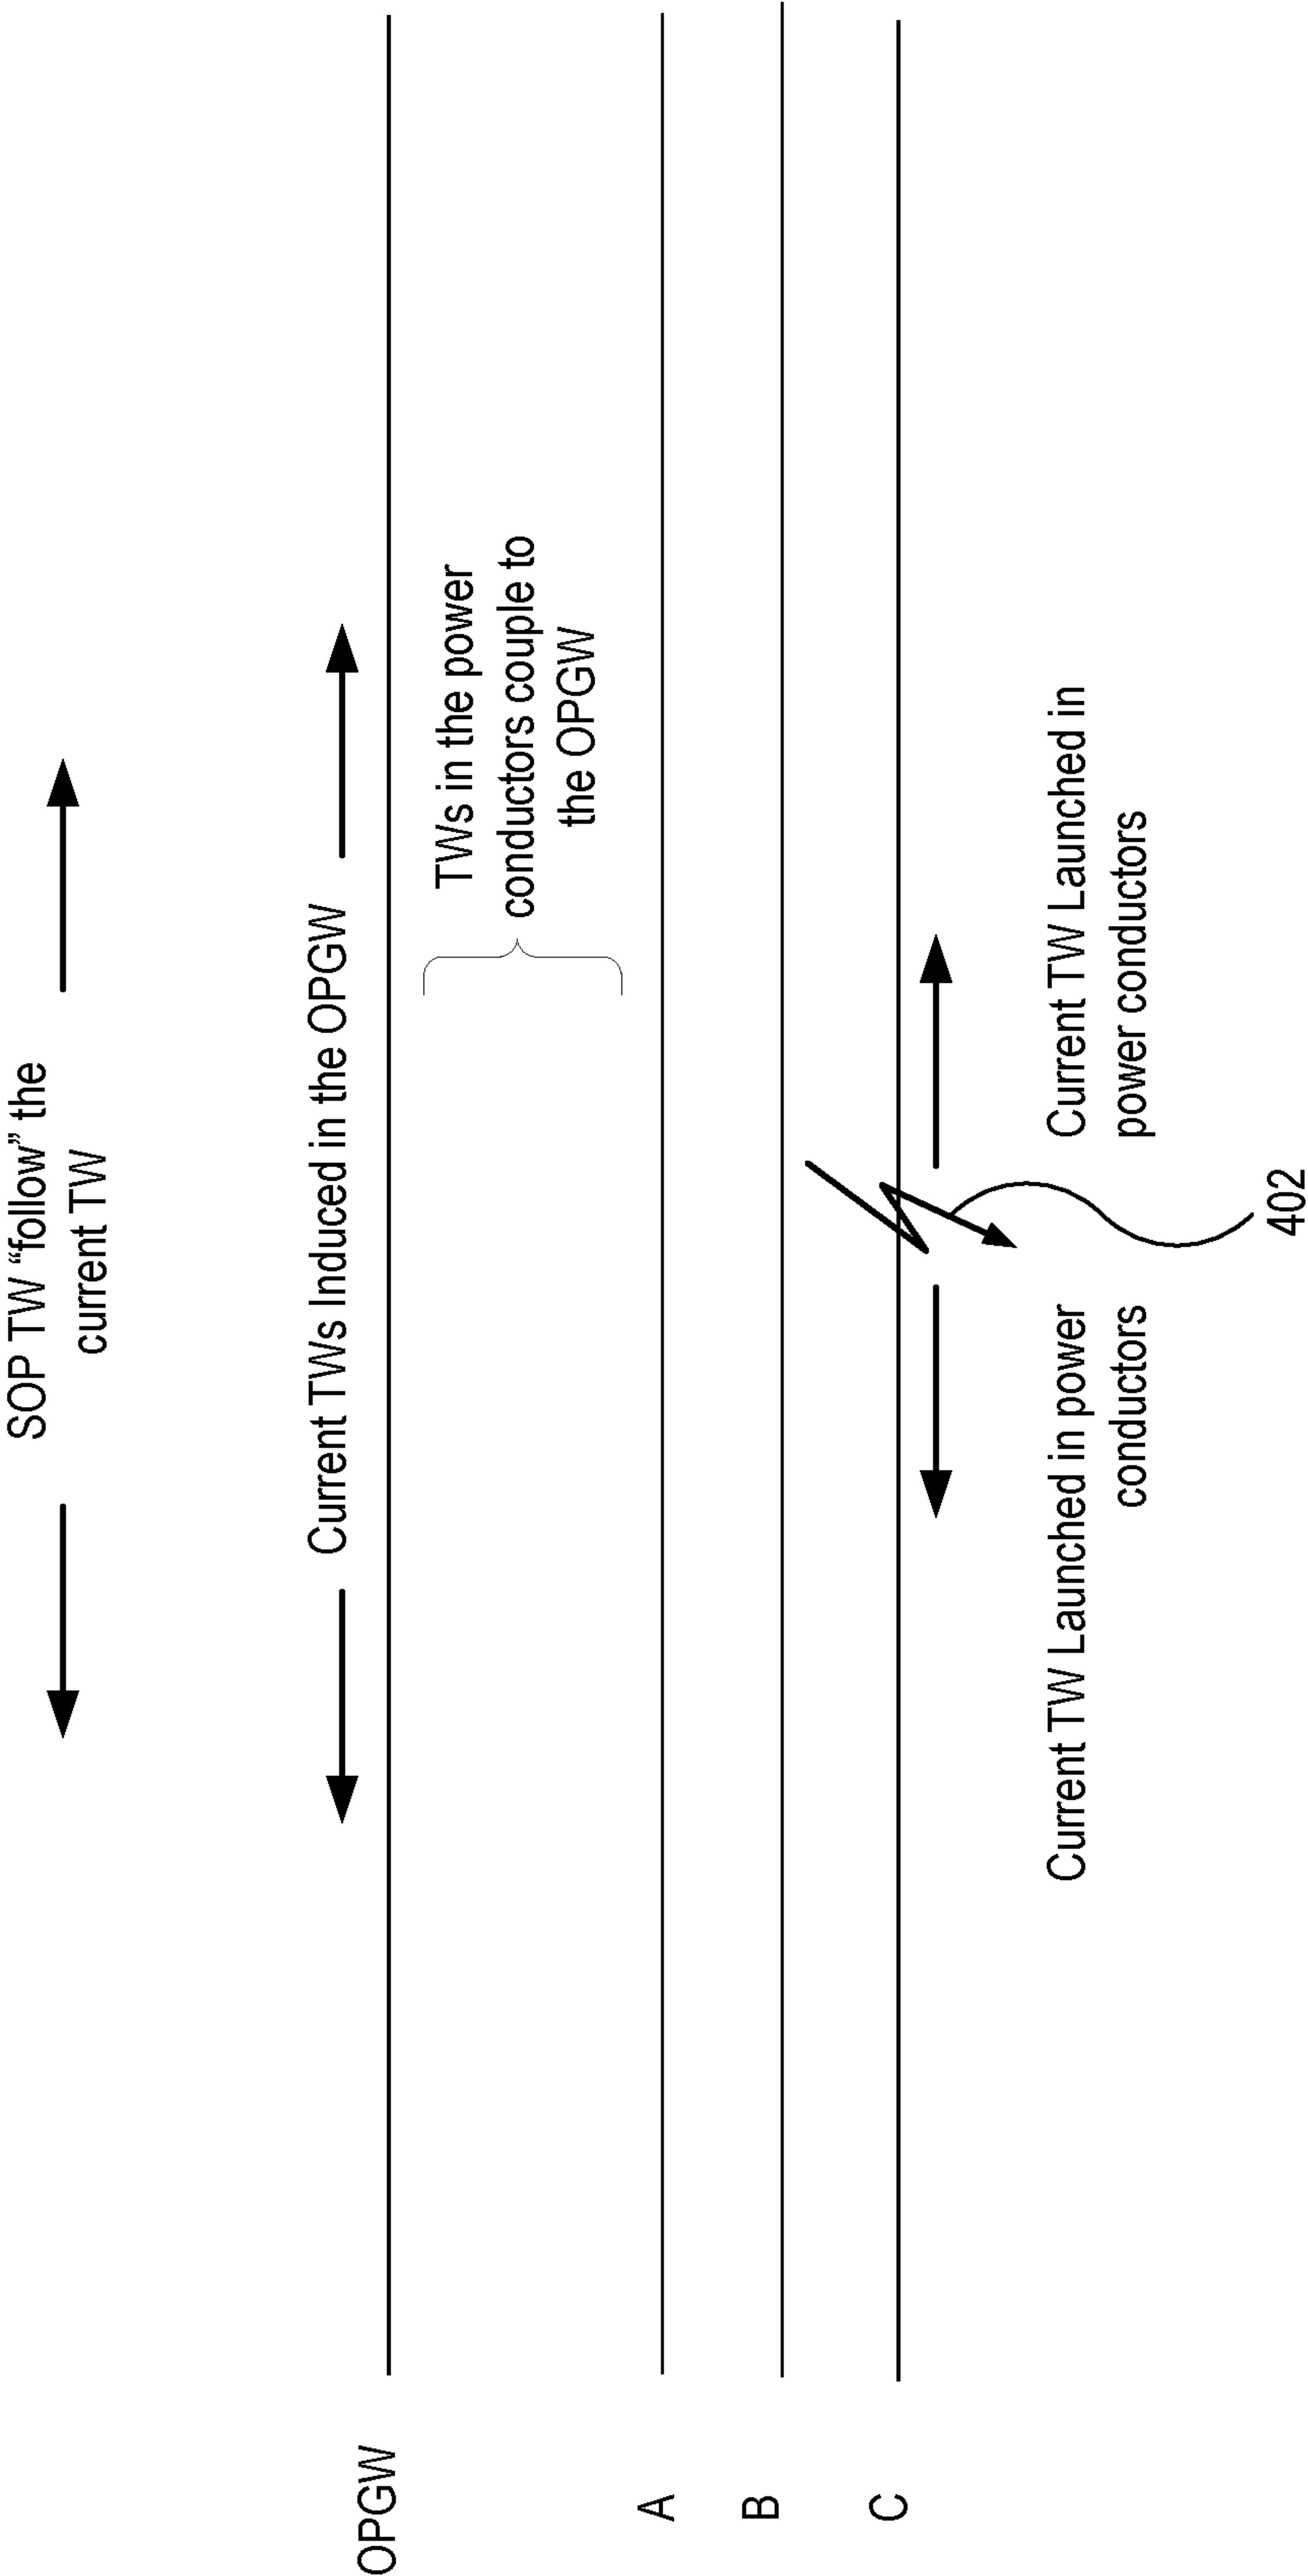 SOP TW “follow” the
current TW
Current TWs Induced in the OPGW
OPGW
TWs in the power
conductors couple to
the OPGW
A
B
C
Current TW Launched in power
conductors
Current TW Launched in
power conductors
402